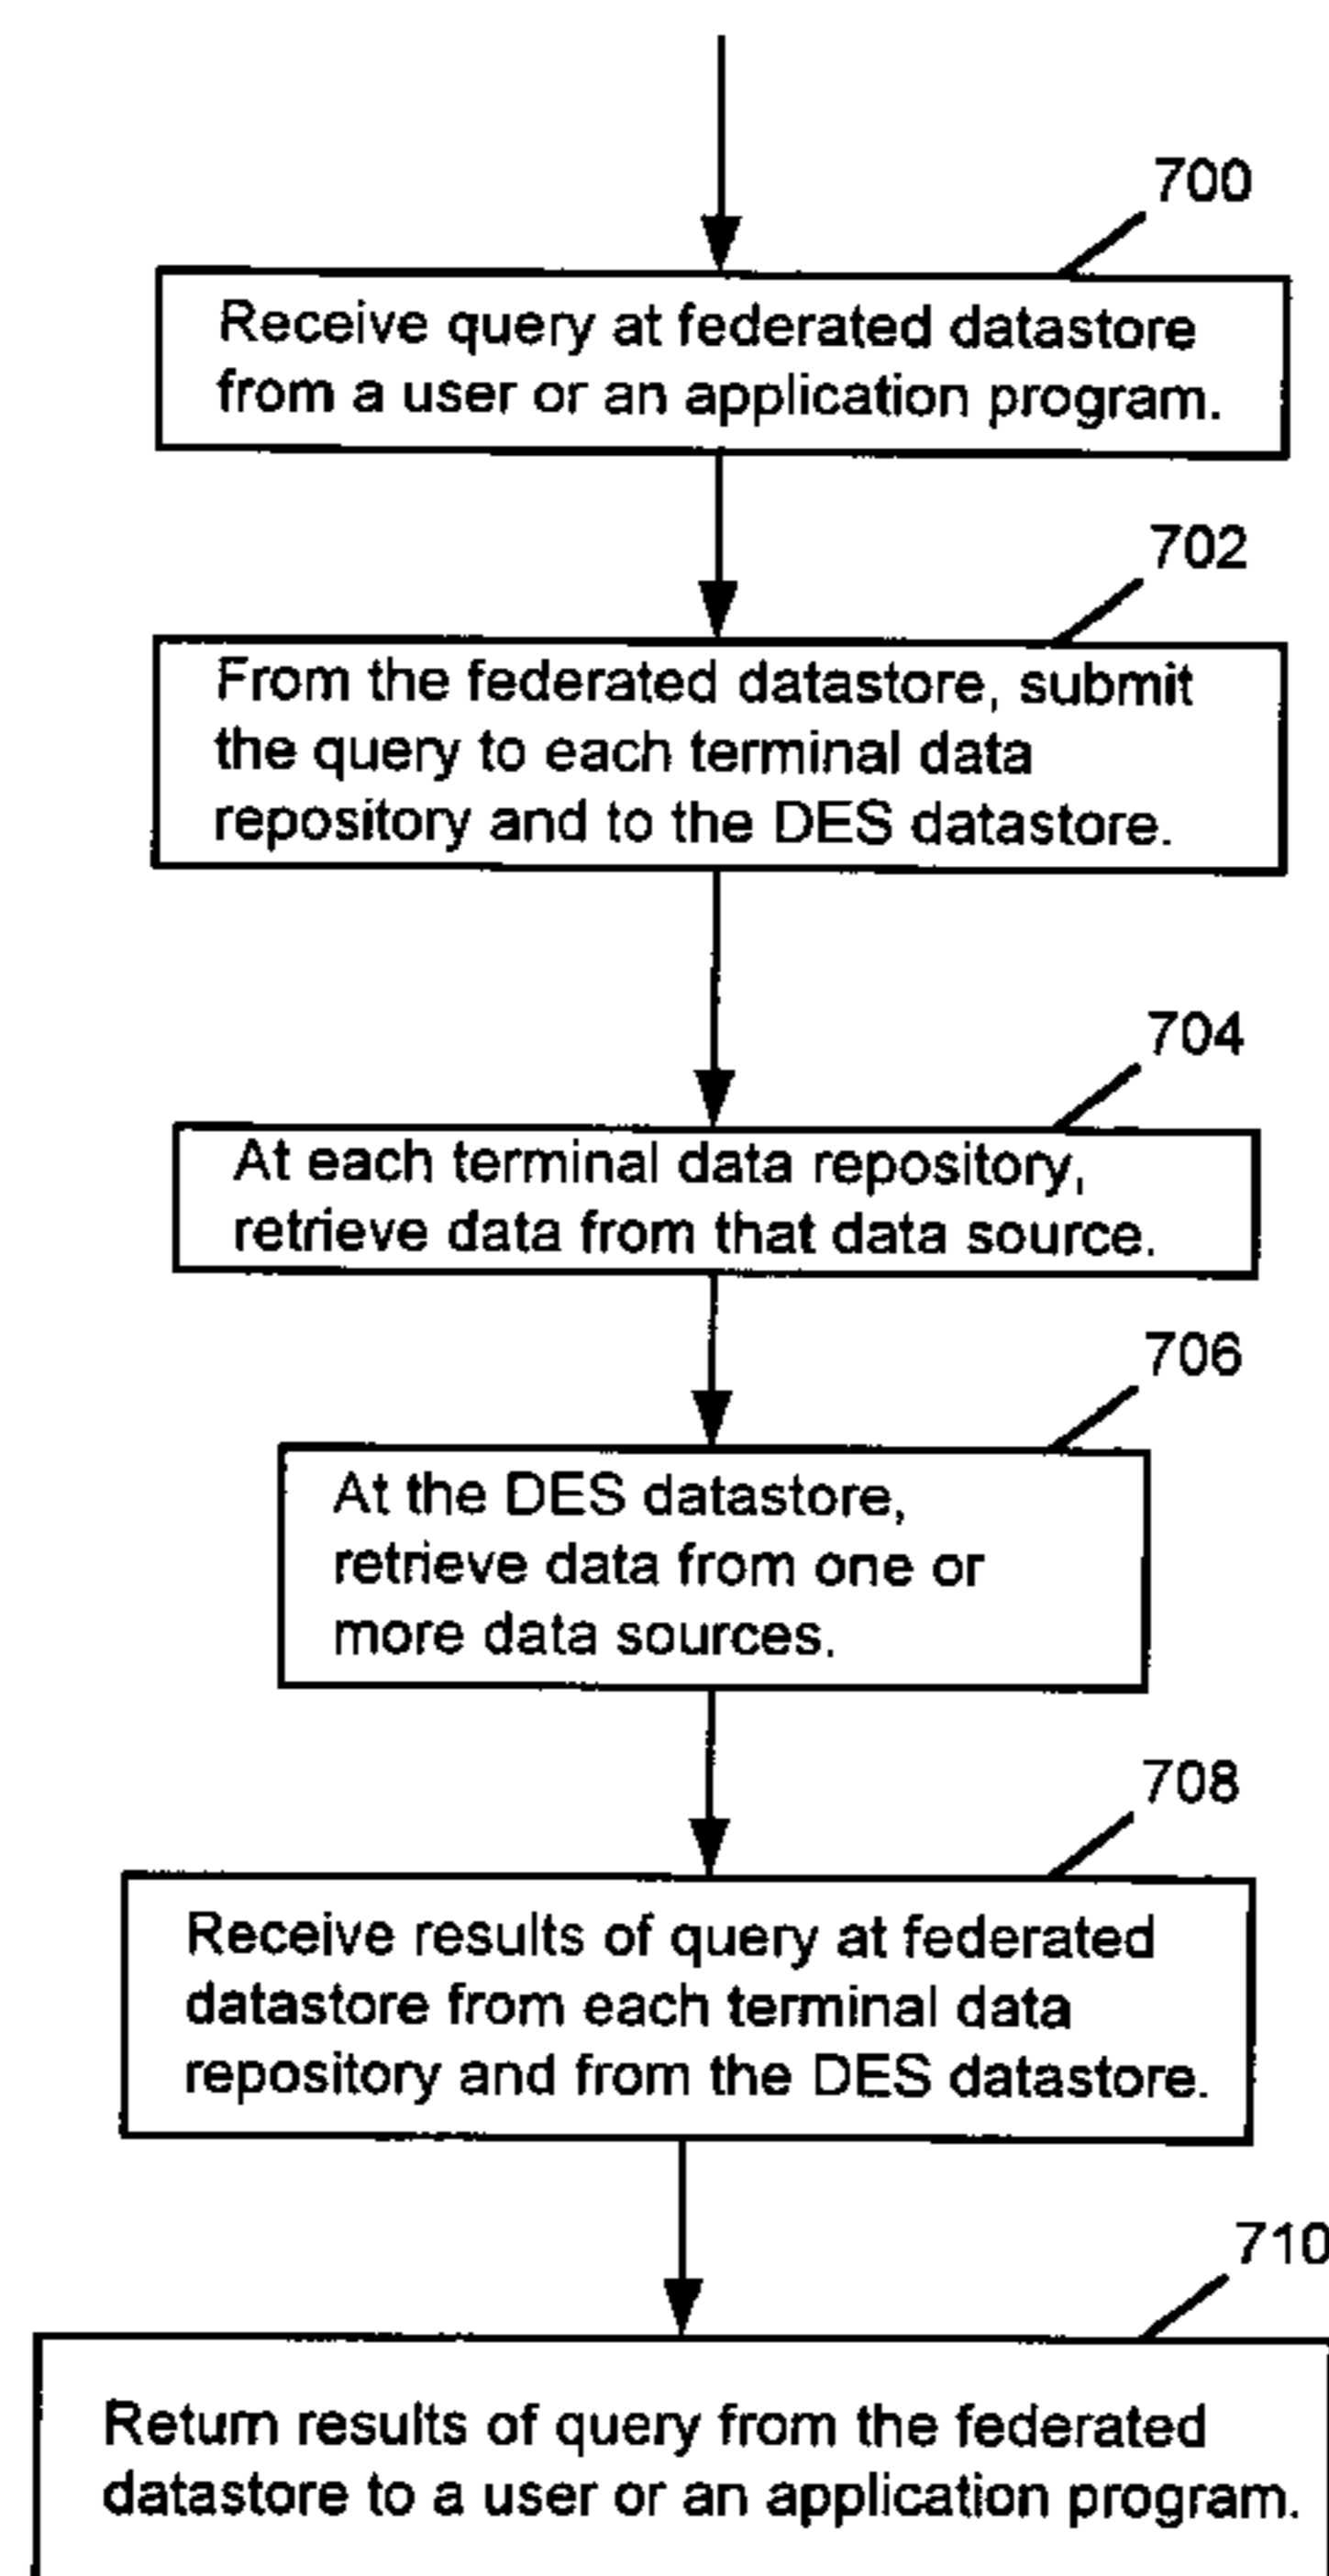 700
Receive query at federated datastore
from a user or an application program.
702
From the federated datastore, submit
the query to each terminal data
repository and to the DES datastore.
704
At each terminal data repository,
retrieve data from that data source.
706
At the DES datastore,
retrieve data from one or
more data sources.
708
Receive results of query at federated
datastore from each terminal data
repository and from the DES datastore.
710
Return results of query from the federated
datastore to a user or an application program.